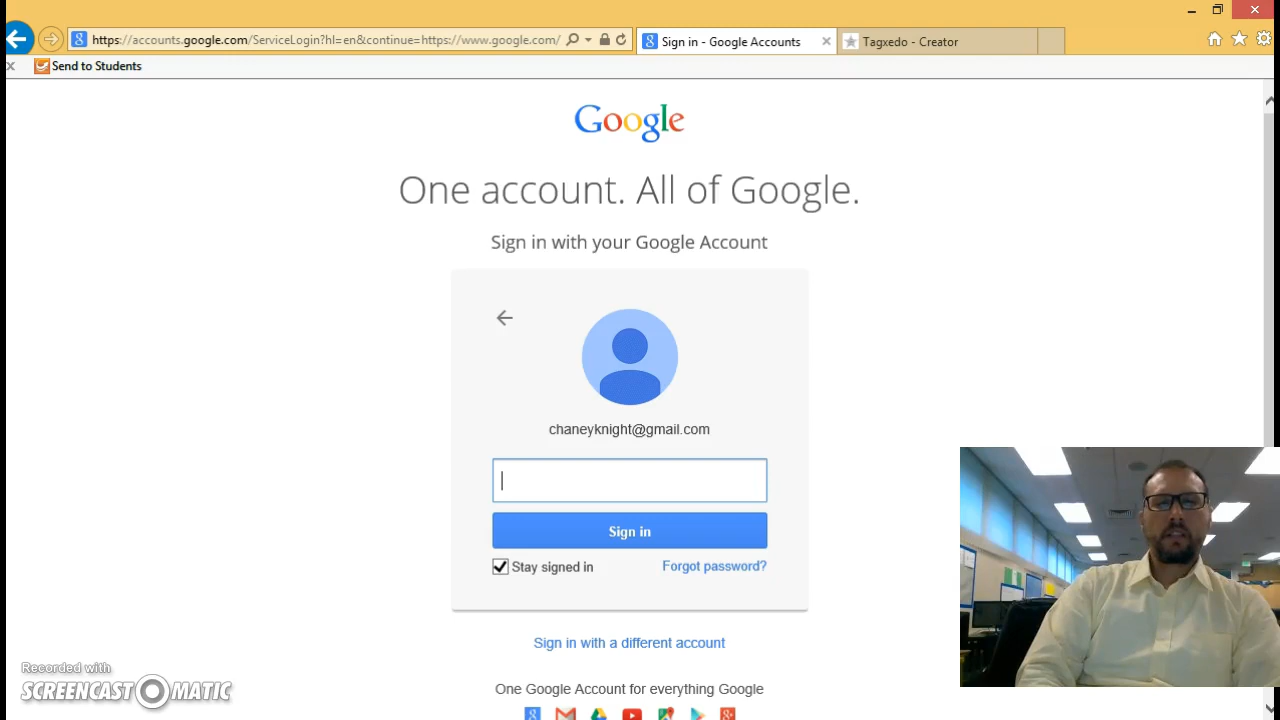 https://accounts.google.com/ServiceLogin?hl=en&continue=https://www.google.com/
Sign in - Google Accounts
Tagxedo - Creator
Send to Students
Google
One account. All of Google.
Sign in with your Google Account
chaneyknight@gmail.com
Sign in
Stay signed in
Forgot password?
Sign in with a different account
One Google Account for everything Google
Recorded with
SCREENCAST-O-MATIC